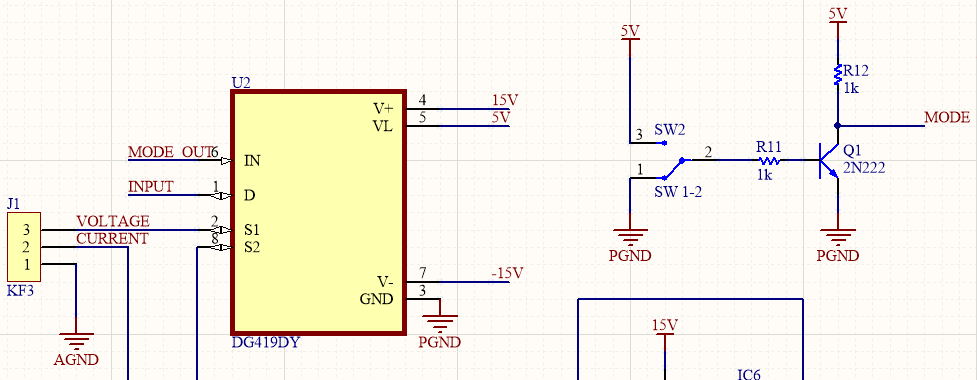 U2
V+ 4 15V
VL 5 5V
MODE_OUT 6 IN
INPUT 1 D
J1
3 VOLTAGE 2 S1
2 CURRENT 8 S2
1
KF3
V- 7 -15V
GND 3
AGND
DG419DY
PGND
5V
3 SW2
2
1 SW 1-2
PGND
R11
1k
5V
R12
1k
MODE
Q1
2N222
PGND
15V
IC6